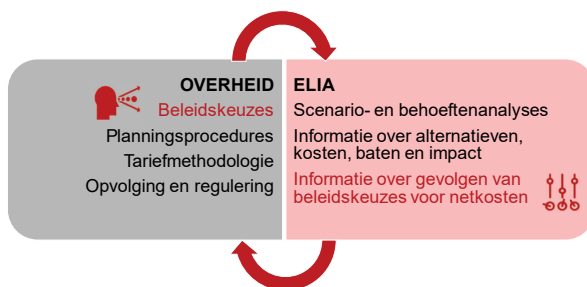 OVERHEID
Beleidskeuzes
Planningsprocedures
Tariefmethodologie
Opvolging en regulering
ELIA
Scenario- en behoeftenanalyses
Informatie over alternatieven,
kosten, baten en impact
Informatie over gevolgen van
beleidskeuzes voor netkosten